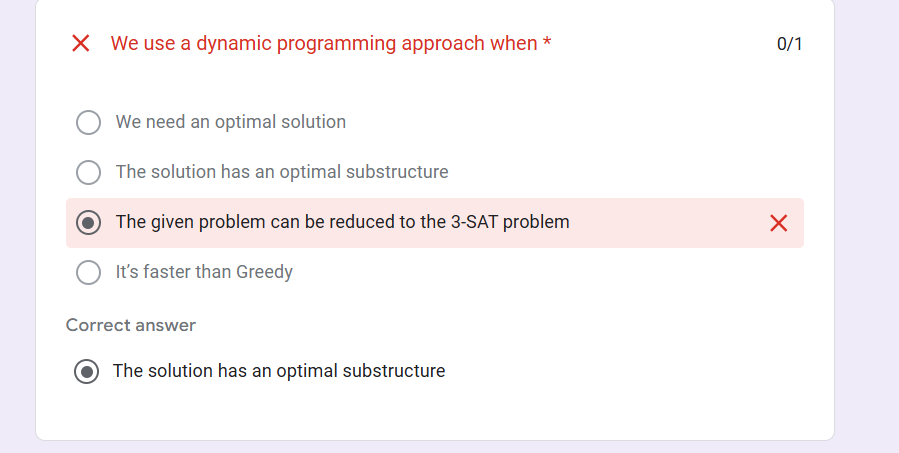 We use a dynamic programming approach when *
0/1
We need an optimal solution
The solution has an optimal substructure
The given problem can be reduced to the 3-SAT problem
It's faster than Greedy
Correct answer
The solution has an optimal substructure